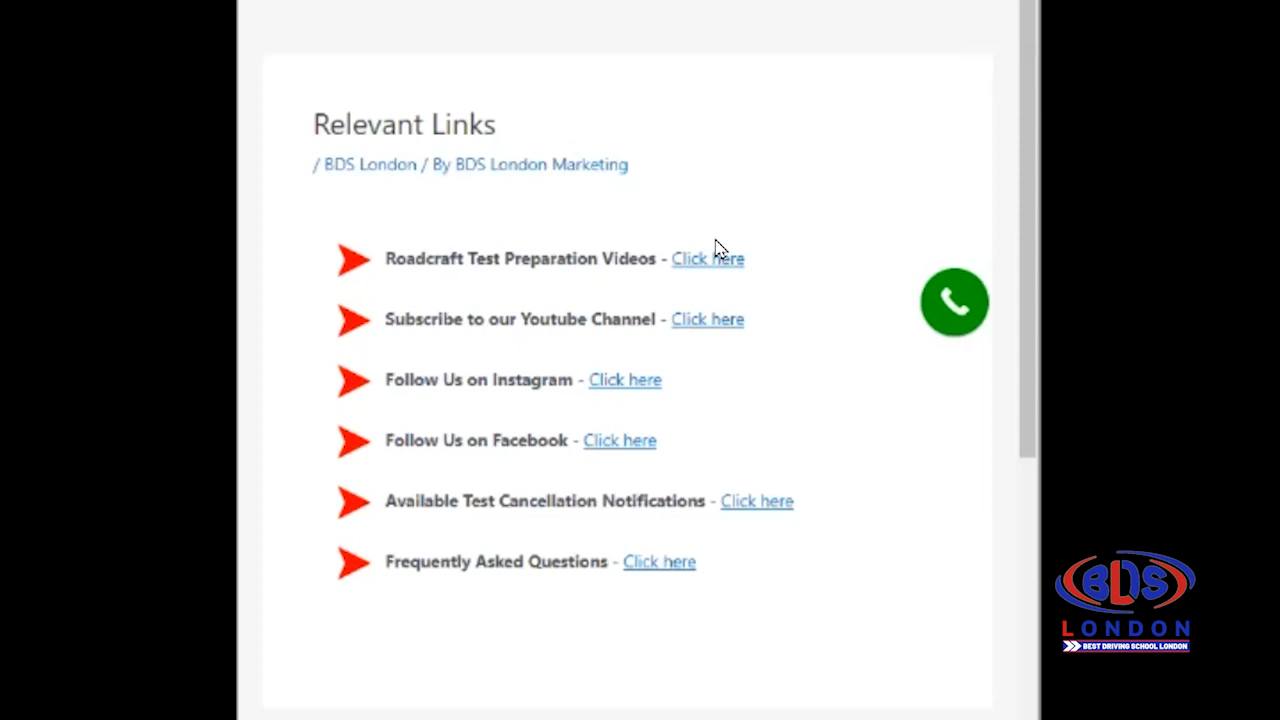 Relevant Links
/ BDS London / By BDS London Marketing
Roadcraft Test Preparation Videos - Click here
Subscribe to our Youtube Channel - Click here
Follow Us on Instagram - Click here
Follow Us on Facebook - Click here
Available Test Cancellation Notifications - Click here
Frequently Asked Questions - Click here
BDS
LONDON
BEST DRIVING SCHOOL LONDON